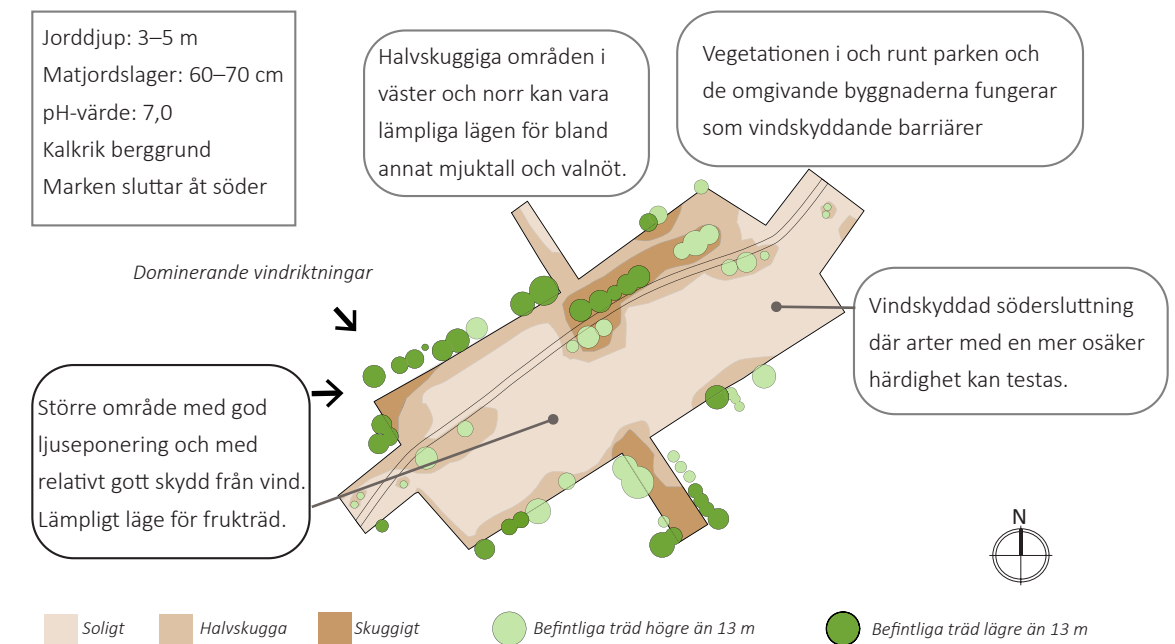 Jorddjup: 3–5 m
Matjordslager: 60–70 cm
pH-värde: 7,0
Kalkrik berggrund
Marken sluttar åt söder
Halvskuggiga områden i
väster och norr kan vara
lämpliga lägen för bland
annat mjuktall och valnöt.
Vegetationen i och runt parken och
de omgivande byggnaderna fungerar
som vindskyddande barriärer
Dominerande vindriktningar
Vindskyddad södersluttning
där arter med en mer osäker
härdighet kan testas.
Större område med god
ljuseponering och med
relativt gott skydd från vind.
Lämpligt läge för frukträd.
N
Soligt
Halvskugga
Skuggigt
Befintliga träd högre än 13 m
Befintliga träd lägre än 13 m